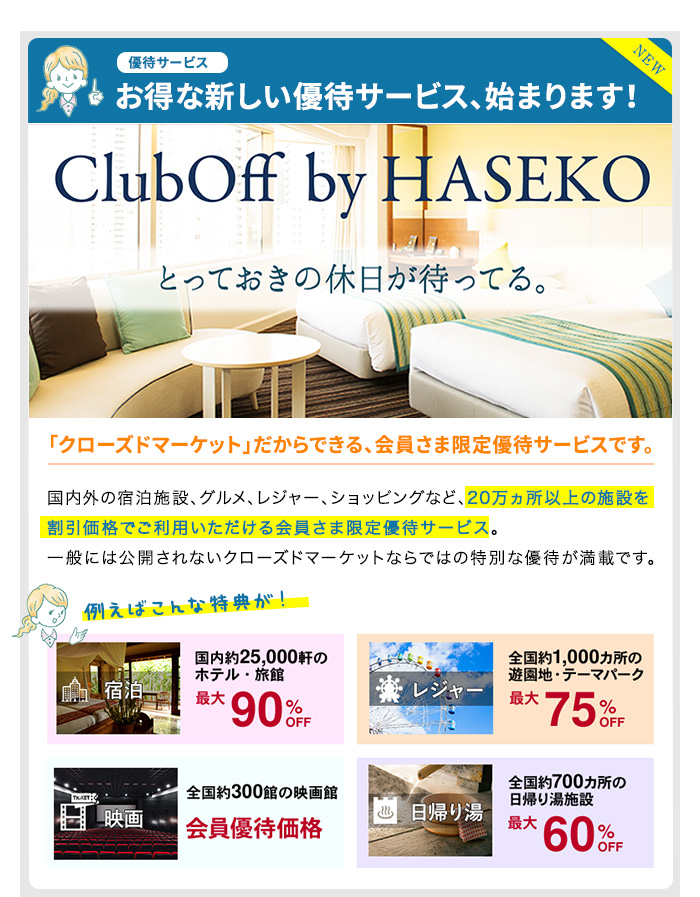 優待サービス
NEW
お得な新しい優待サービス、始まります！
ClubOff by HASEKO
とっておきの休日が待ってる。
「クローズドマーケット」だからできる、会員さま限定優待サービスです。
国内外の宿泊施設、グルメ、レジャー、ショッピングなど、20万ヵ所以上の施設を
割引価格でご利用いただける会員さま限定優待サービス。
一般には公開されないクローズドマーケットならではの特別な優待が満載です。
例えばこんな特典が！
宿泊
国内約25,000軒の
ホテル・旅館
最大90%OFF
レジャー
全国約1,000カ所の
遊園地・テーマパーク
最大75%OFF
TICKET
映画
全国約300館の映画館
会員優待価格
日帰り湯
全国約700カ所の
日帰り湯施設
最大60%OFF